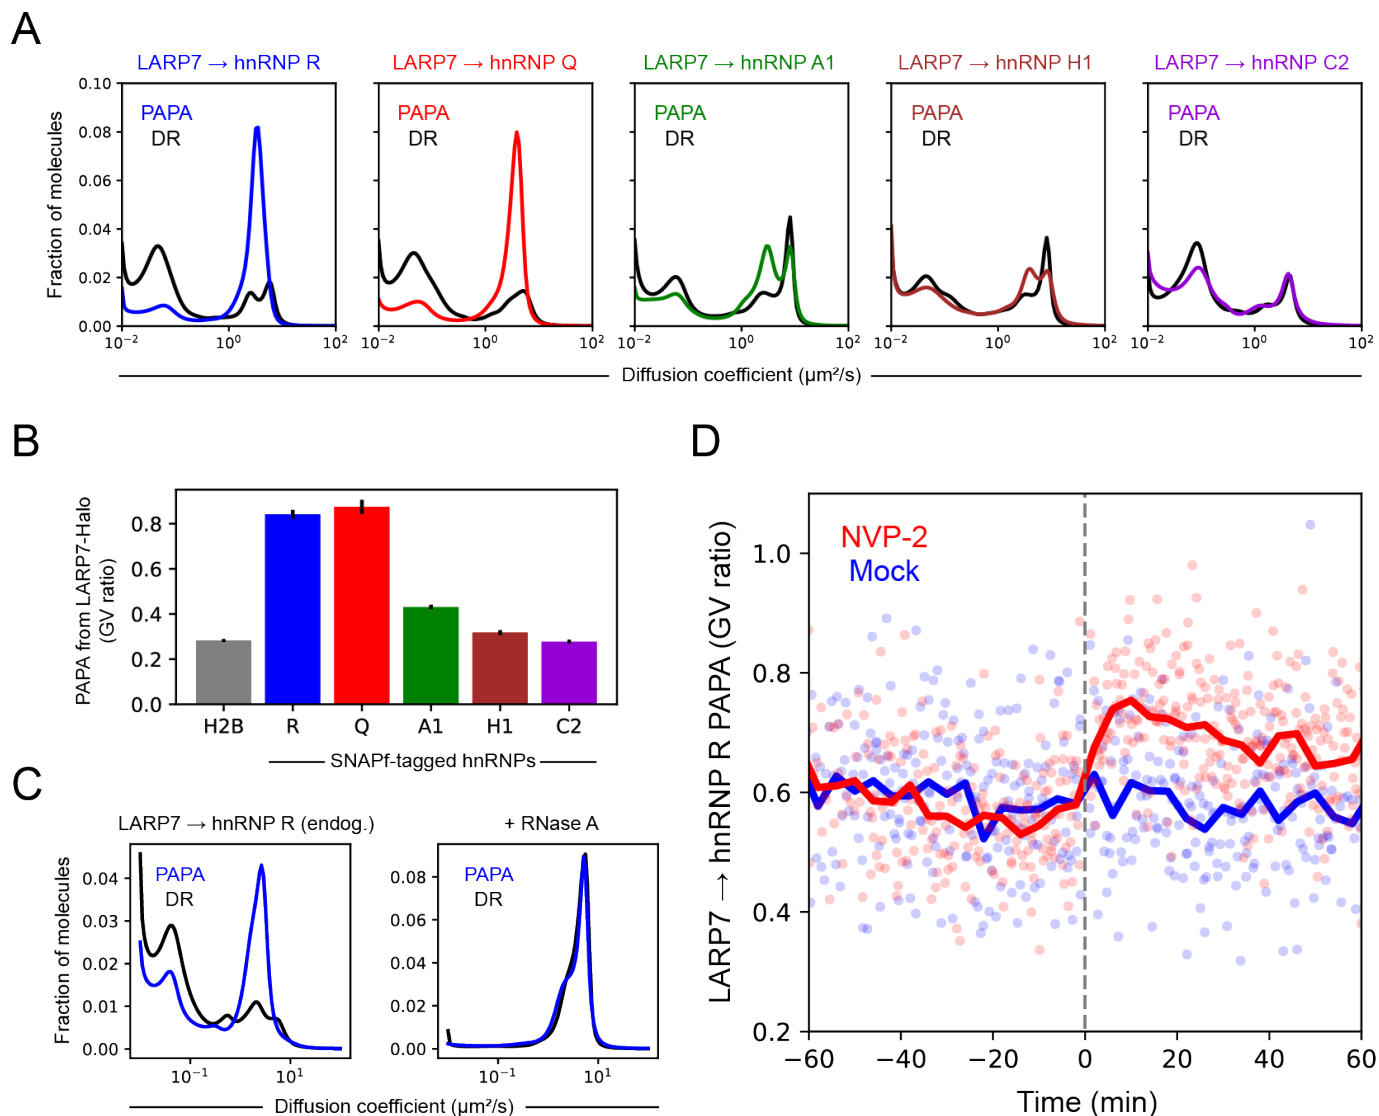 A
LARP7 → hnRNP R
LARP7 → hnRNP Q
LARP7 → hnRNP A1
LARP7 → hnRNP H1
LARP7 → hnRNP C2
Fraction of molecules
0.10
0.08
0.06
0.04
0.02
0.00
PAPA
DR
PAPA
DR
PAPA
DR
PAPA
DR
PAPA
DR
10⁻² 10⁰ 10²
10⁻² 10⁰ 10²
10⁻² 10⁰ 10²
10⁻² 10⁰ 10²
10⁻² 10⁰ 10²
Diffusion coefficient (µm²/s)
B
PAPA from LARP7-Halo
(GV ratio)
0.8
0.6
0.4
0.2
0.0
H2B R Q A1 H1 C2
SNAPf-tagged hnRNPs
C
LARP7 → hnRNP R (endog.)
+ RNase A
Fraction of molecules
0.04
0.03
0.02
0.01
0.00
PAPA
DR
10⁻¹ 10¹
0.08
0.06
0.04
0.02
0.00
PAPA
DR
10⁻¹ 10¹
Diffusion coefficient (µm²/s)
D
LARP7 → hnRNP R PAPA (GV ratio)
NVP-2
Mock
1.0
0.8
0.6
0.4
0.2
−60 −40 −20 0 20 40 60
Time (min)